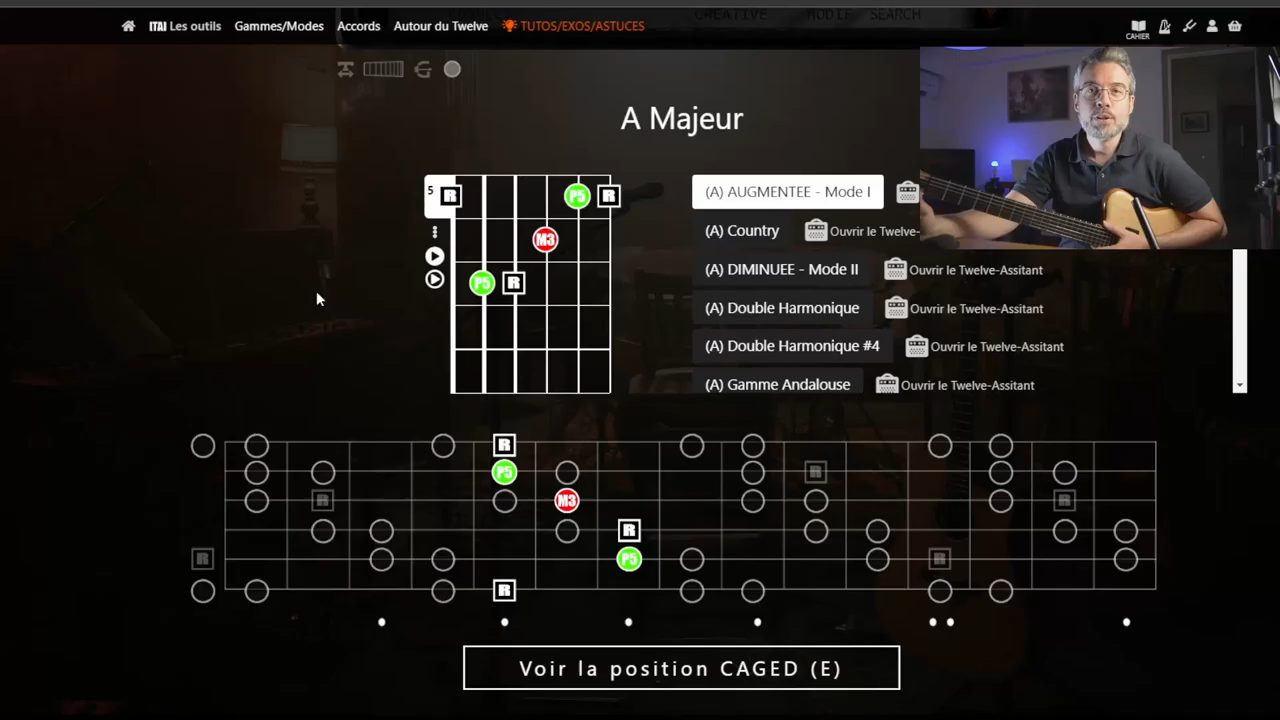 CREATIVE MODIF SEARCH
ITAI Les outils Gammes/Modes Accords Autour du Twelve TUTOS/EXOS/ASTUCES
CAHIER
A Majeur
5 R P5 R
M3
P5 R
(A) AUGMENTEE - Mode I
(A) Country Ouvrir le Twelve-
(A) DIMINUEE - Mode II Ouvrir le Twelve-Assitant
(A) Double Harmonique Ouvrir le Twelve-Assitant
(A) Double Harmonique #4 Ouvrir le Twelve-Assitant
(A) Gamme Andalouse Ouvrir le Twelve-Assitant
R
P5 R
R M3 R
R
R P5 R
R
Voir la position CAGED (E)